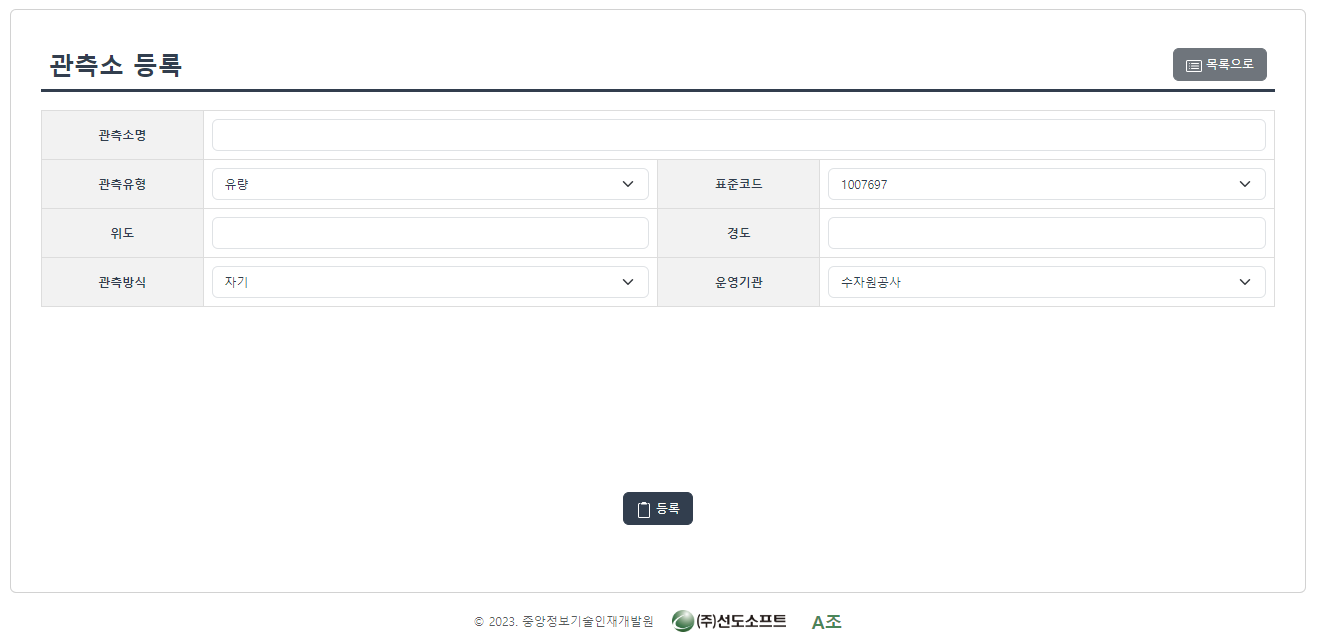 관측소 등록
목록으로
관측소명
관측유형 유량 표준코드 1007697
위도 경도
관측방식 자기 운영기관 수자원공사
등록
© 2023. 중앙정보기술인재개발원 (주)선도소프트 A조